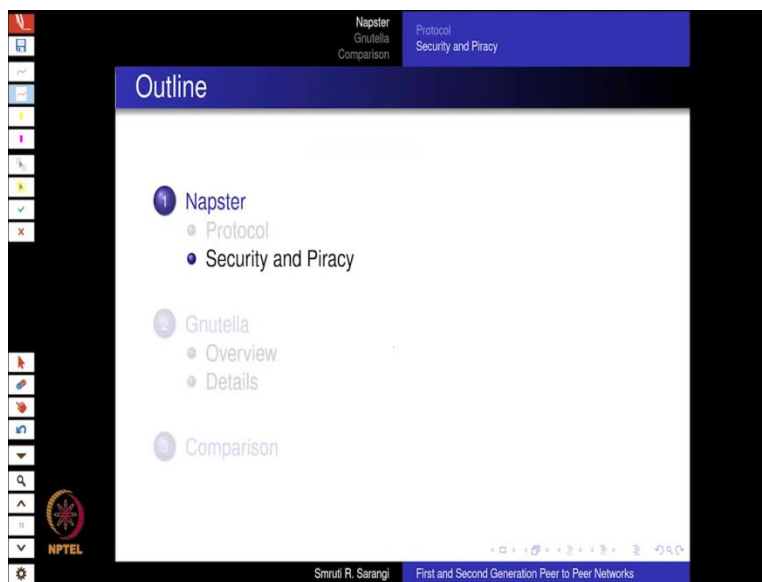 Napster
Gnutella
Comparison
Protocol
Security and Piracy
Outline
1 Napster
Protocol
Security and Piracy
2 Gnutella
Overview
Details
3 Comparison
NPTEL
Smruti R. Sarangi
First and Second Generation Peer to Peer Networks